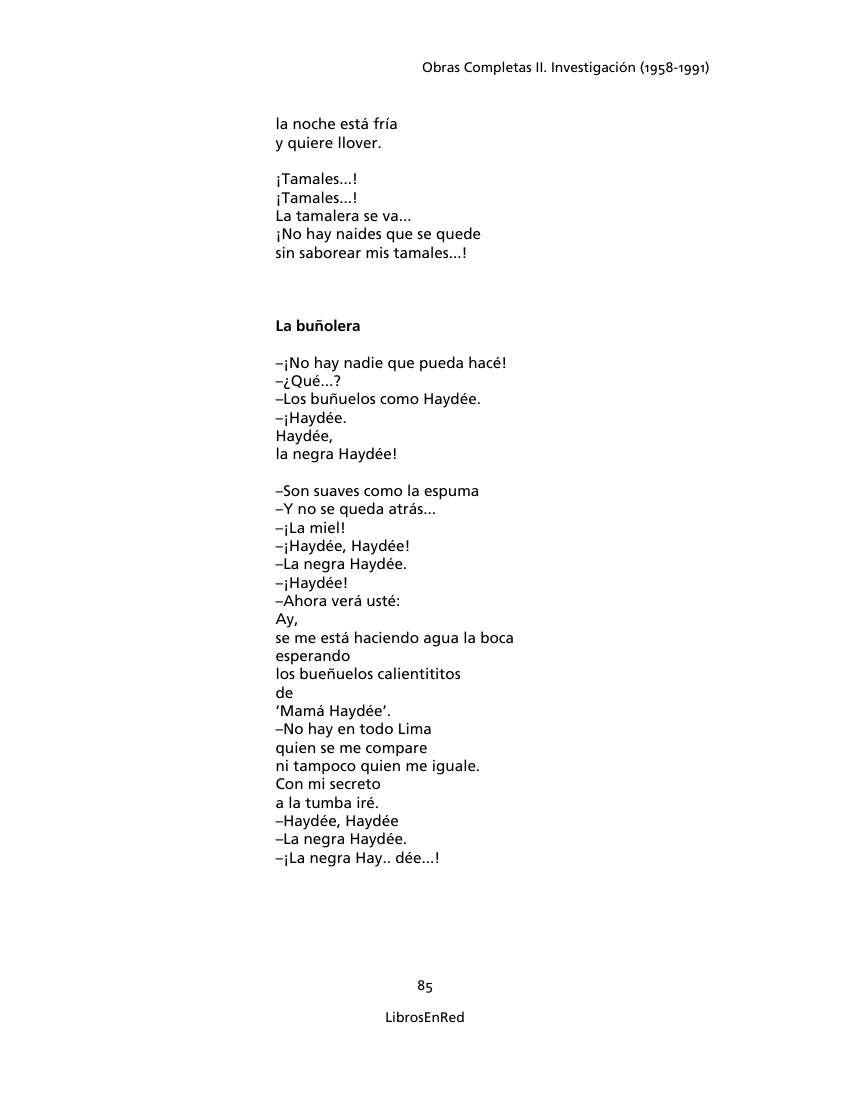 Obras Completas II. Investigación (1958-1991)
la noche está fría
y quiere llover.
¡Tamales...!
¡Tamales...!
La tamalera se va...
¡No hay naides que se quede
sin saborear mis tamales...!
La buñolera
–¡No hay nadie que pueda hacé!
–¿Qué...?
–Los buñuelos como Haydée.
–¡Haydée.
Haydée,
la negra Haydée!
–Son suaves como la espuma
–Y no se queda atrás...
–¡La miel!
–¡Haydée, Haydée!
–La negra Haydée.
–¡Haydée!
–Ahora verá usté:
Ay,
se me está haciendo agua la boca
esperando
los bueñuelos calientititos
de
‘Mamá Haydée’.
–No hay en todo Lima
quien se me compare
ni tampoco quien me iguale.
Con mi secreto
a la tumba iré.
–Haydée, Haydée
–La negra Haydée.
–¡La negra Hay.. dée...!
85
LibrosEnRed